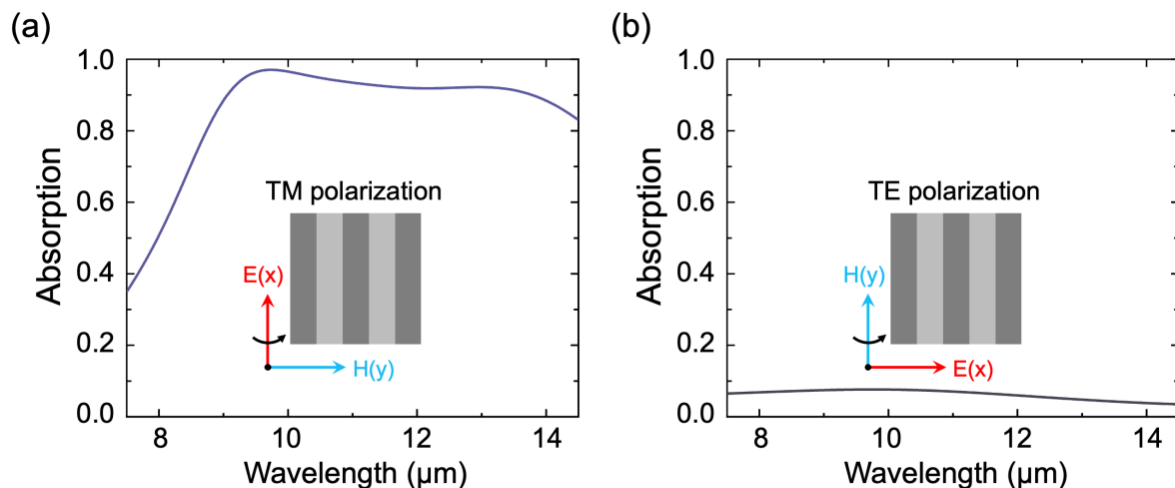 (a)
1.0
0.8
0.6
0.4
0.2
0.0
Absorption
TM polarization
E(x)
H(y)
8
10
12
14
Wavelength (μm)
(b)
1.0
0.8
0.6
0.4
0.2
0.0
Absorption
TE polarization
H(y)
E(x)
8
10
12
14
Wavelength (μm)